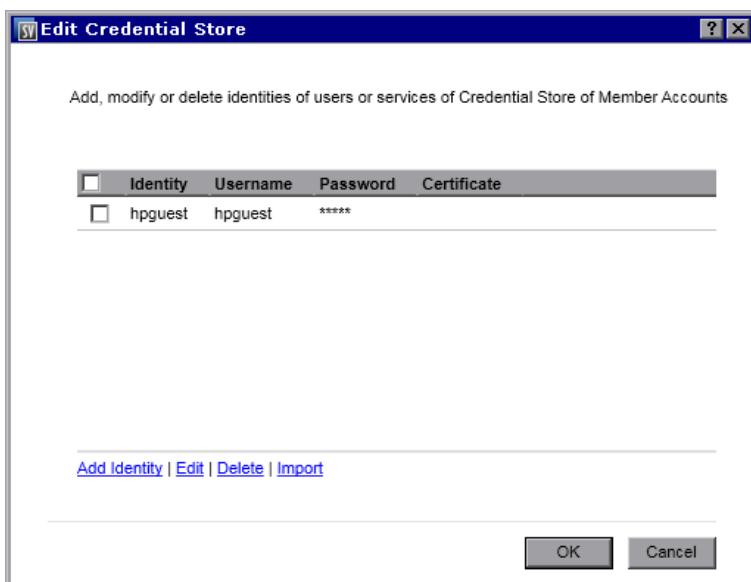 SV Edit Credential Store ? X
Add, modify or delete identities of users or services of Credential Store of Member Accounts
Identity Username Password Certificate
hpguest hpguest *****
Add Identity | Edit | Delete | Import
OK Cancel